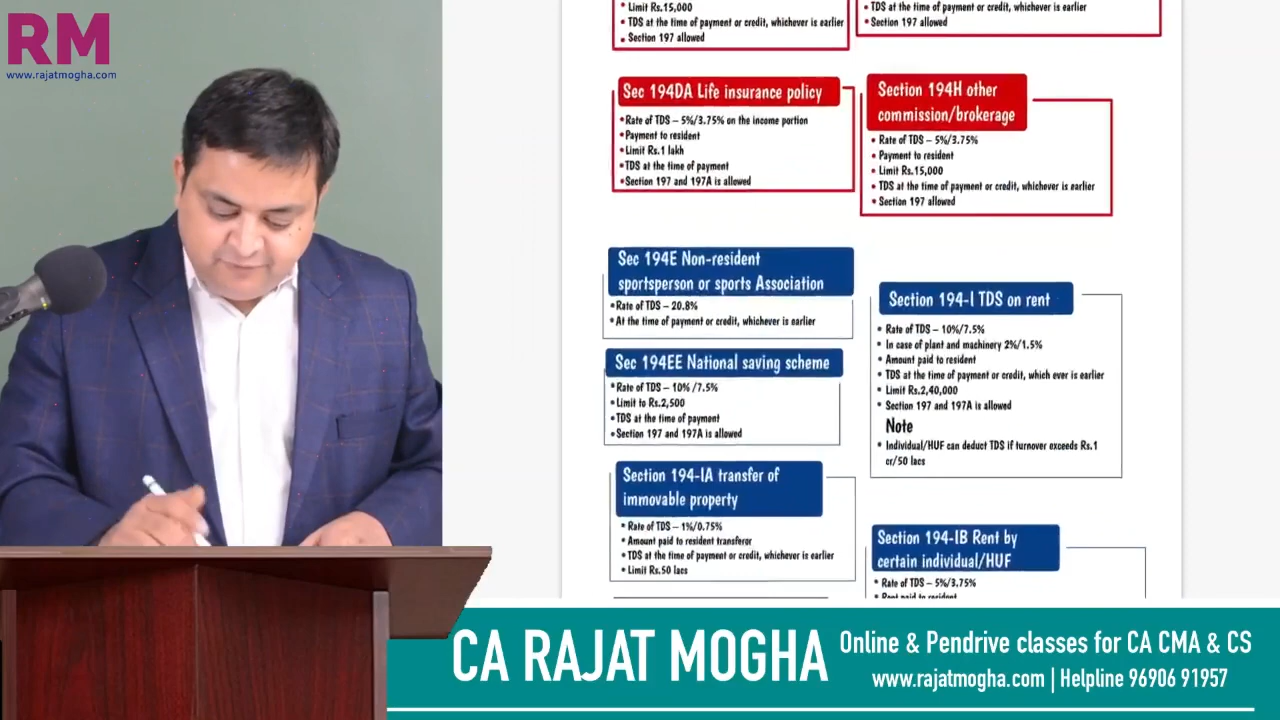 RM
www.rajatmogha.com
Limit Rs.15,000
TDS at the time of payment or credit, whichever is earlier
Section 197 allowed
TDS at the time of payment or credit, whichever is earlier
Section 197 allowed
Sec 194DA Life insurance policy
Rate of TDS – 5%/3.75% on the income portion
Payment to resident
Limit Rs.1 lakh
TDS at the time of payment
Section 197 and 197A is allowed
Section 194H other
commission/brokerage
Rate of TDS – 5%/3.75%
Payment to resident
Limit Rs.15,000
TDS at the time of payment or credit, whichever is earlier
Section 197 allowed
Sec 194E Non-resident
sportsperson or sports Association
Rate of TDS – 20.8%
At the time of payment or credit, whichever is earlier
Sec 194EE National saving scheme
Rate of TDS – 10% /7.5%
Limit to Rs.2,500
TDS at the time of payment
Section 197 and 197A is allowed
Section 194-I TDS on rent
Rate of TDS – 10%/7.5%
In case of plant and machinery 2%/1.5%
Amount paid to resident
TDS at the time of payment or credit, which ever is earlier
Limit Rs.2,40,000
Section 197 and 197A is allowed
Note
Individual/HUF can deduct TDS if turnover exceeds Rs.1
cr/50 lacs
Section 194-IA transfer of
immovable property
Rate of TDS – 1%/0.75%
Amount paid to resident transferor
TDS at the time of payment or credit, whichever is earlier
Limit Rs.50 lacs
Section 194-IB Rent by
certain individual/HUF
Rate of TDS – 5%/3.75%
Rent paid to resident
CA RAJAT MOGHA
Online & Pendrive classes for CA CMA & CS
www.rajatmogha.com | Helpline 96906 91957